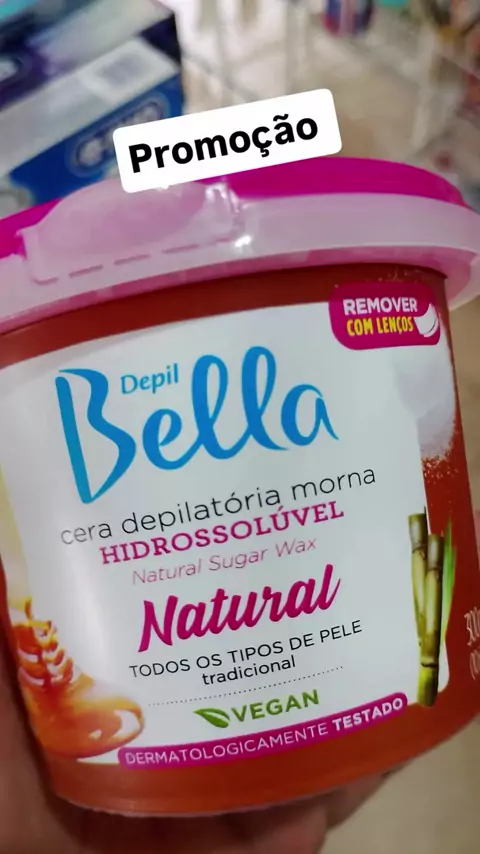 Promoção
REMOVER
COM LENÇOS
Depil
Bella
cera depilatória morna
HIDROSSOLÚVEL
Natural Sugar Wax
Natural
TODOS OS TIPOS DE PELE
tradicional
VEGAN
DERMATOLOGICAMENTE TESTADO